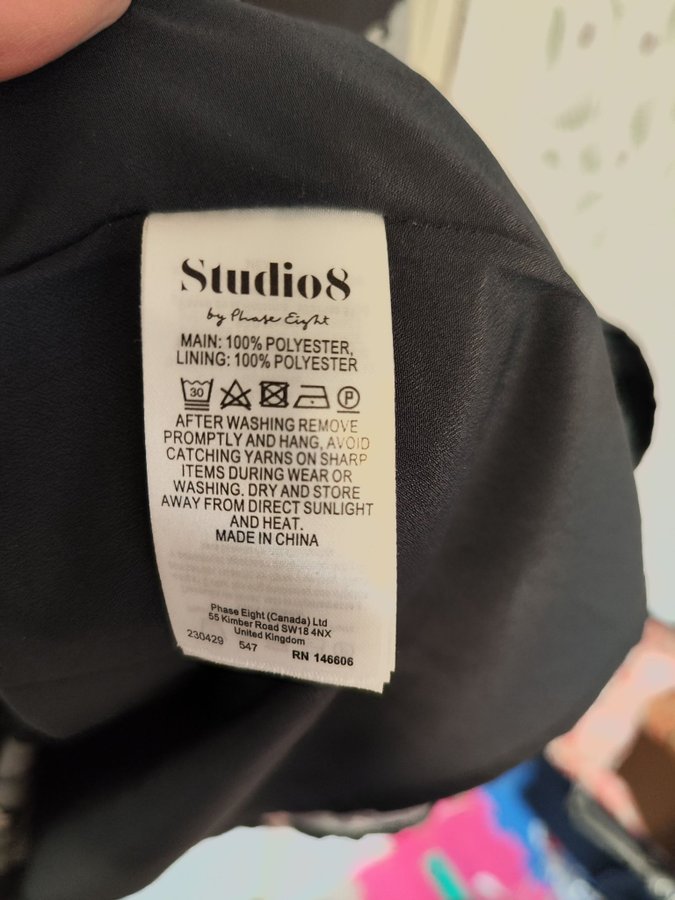 Studio8
by Phase Eight
MAIN: 100% POLYESTER,
LINING: 100% POLYESTER
30 P
AFTER WASHING REMOVE
PROMPTLY AND HANG, AVOID
CATCHING YARNS ON SHARP
ITEMS DURING WEAR OR
WASHING. DRY AND STORE
AWAY FROM DIRECT SUNLIGHT
AND HEAT.
MADE IN CHINA
Phase Eight (Canada) Ltd
55 Kimber Road SW18 4NX
United Kingdom
230429 547 RN 146606